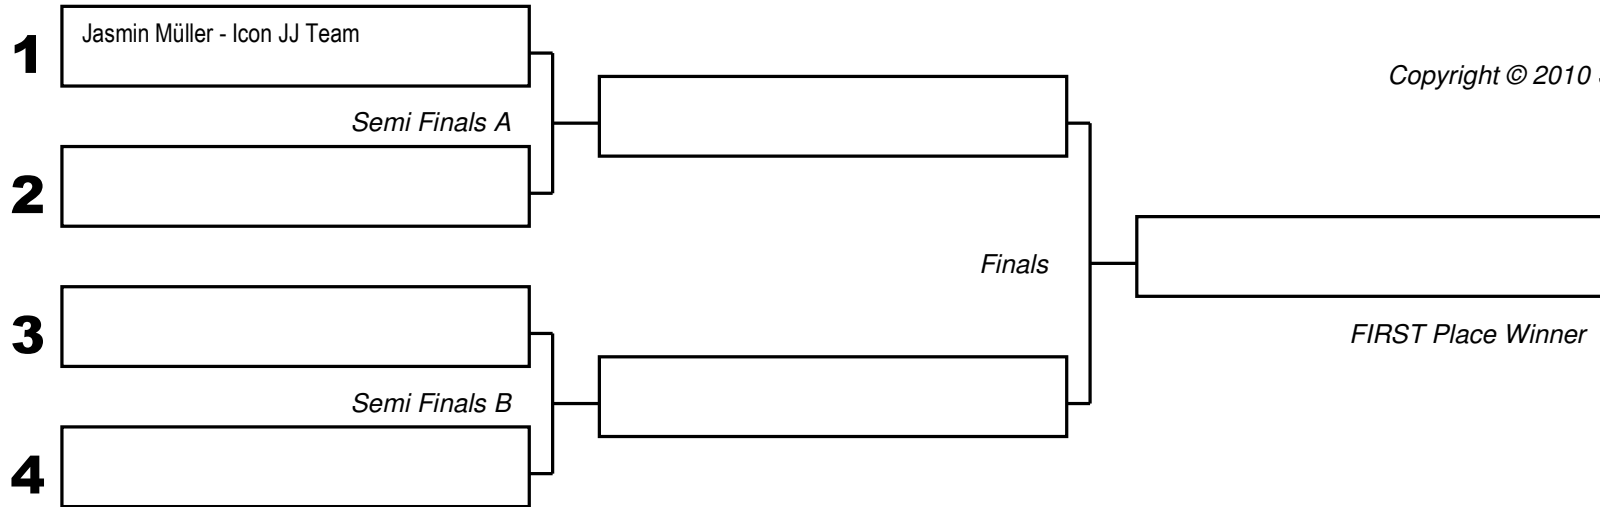 1
Jasmin Müller - Icon JJ Team
Copyright © 2010
Semi Finals A
2
Finals
3
FIRST Place Winner
Semi Finals B
4